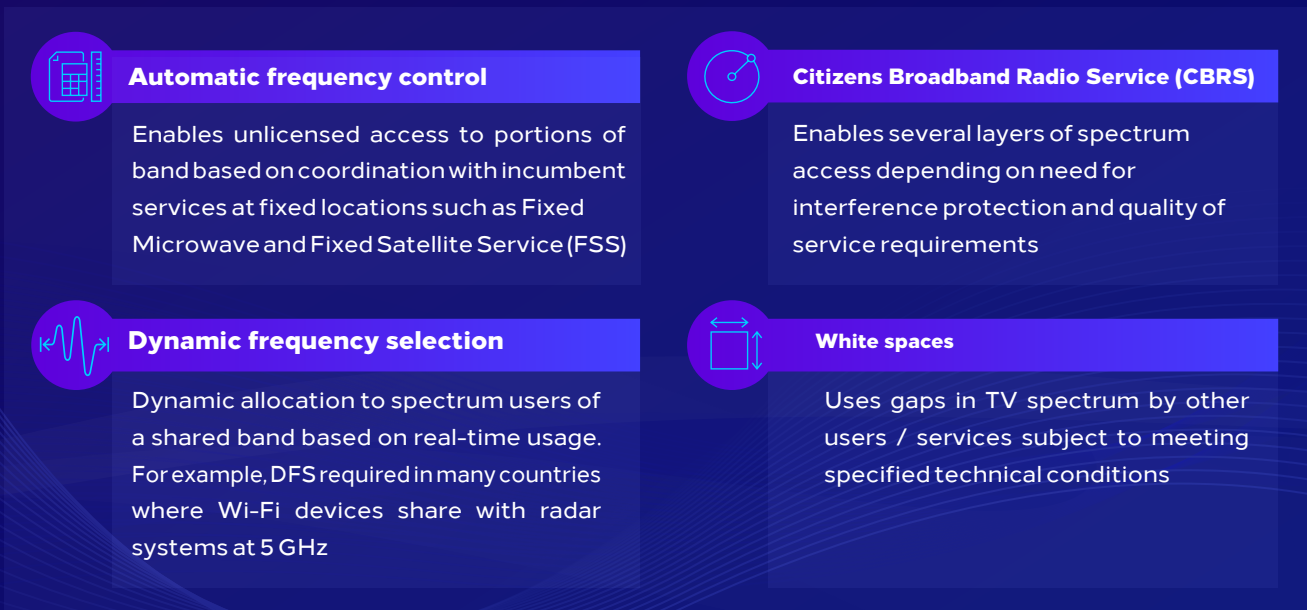 Automatic frequency control
Enables unlicensed access to portions of
band based on coordination with incumbent
services at fixed locations such as Fixed
Microwave and Fixed Satellite Service (FSS)
Citizens Broadband Radio Service (CBRS)
Enables several layers of spectrum
access depending on need for
interference protection and quality of
service requirements
Dynamic frequency selection
Dynamic allocation to spectrum users of
a shared band based on real-time usage.
For example, DFS required in many countries
where Wi-Fi devices share with radar
systems at 5 GHz
White spaces
Uses gaps in TV spectrum by other
users / services subject to meeting
specified technical conditions